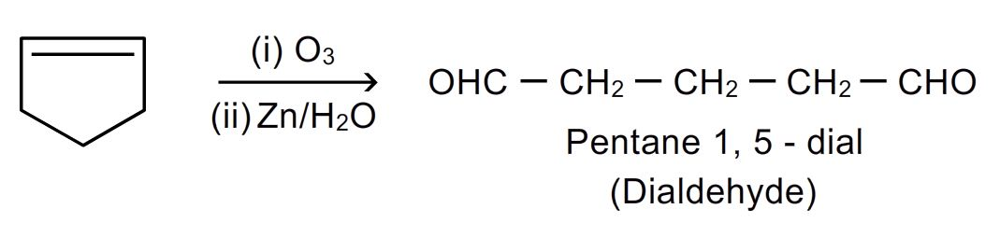 (i) O3
(ii) Zn/H2O
OHC — CH2 — CH2 — CH2 — CHO
Pentane 1, 5 - dial
(Dialdehyde)